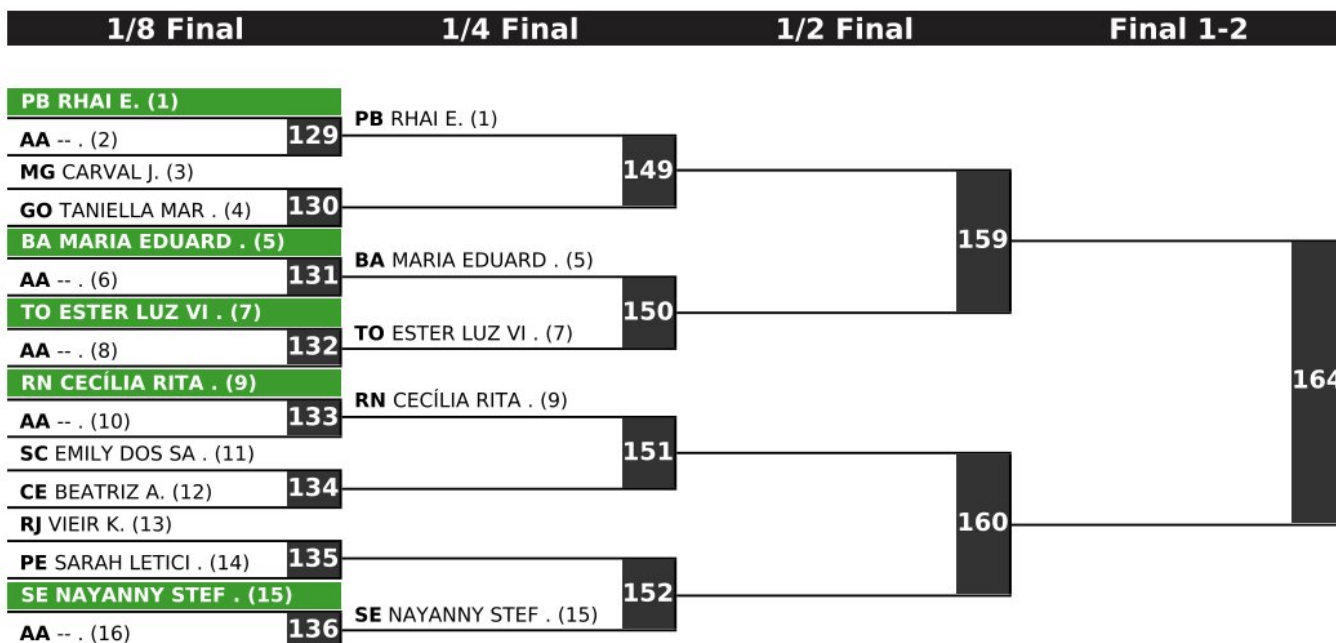 1/8 Final
1/4 Final
1/2 Final
Final 1-2
PB RHAI E. (1)
AA -- . (2)
129
MG CARVAL J. (3)
GO TANIELLA MAR . (4)
130
BA MARIA EDUARD . (5)
AA -- . (6)
131
TO ESTER LUZ VI . (7)
AA -- . (8)
132
RN CECÍLIA RITA . (9)
AA -- . (10)
133
SC EMILY DOS SA . (11)
CE BEATRIZ A. (12)
134
RJ VIEIR K. (13)
PE SARAH LETICI . (14)
135
SE NAYANNY STEF . (15)
AA -- . (16)
136
PB RHAI E. (1)
149
BA MARIA EDUARD . (5)
TO ESTER LUZ VI . (7)
150
RN CECÍLIA RITA . (9)
151
SE NAYANNY STEF . (15)
152
159
160
164